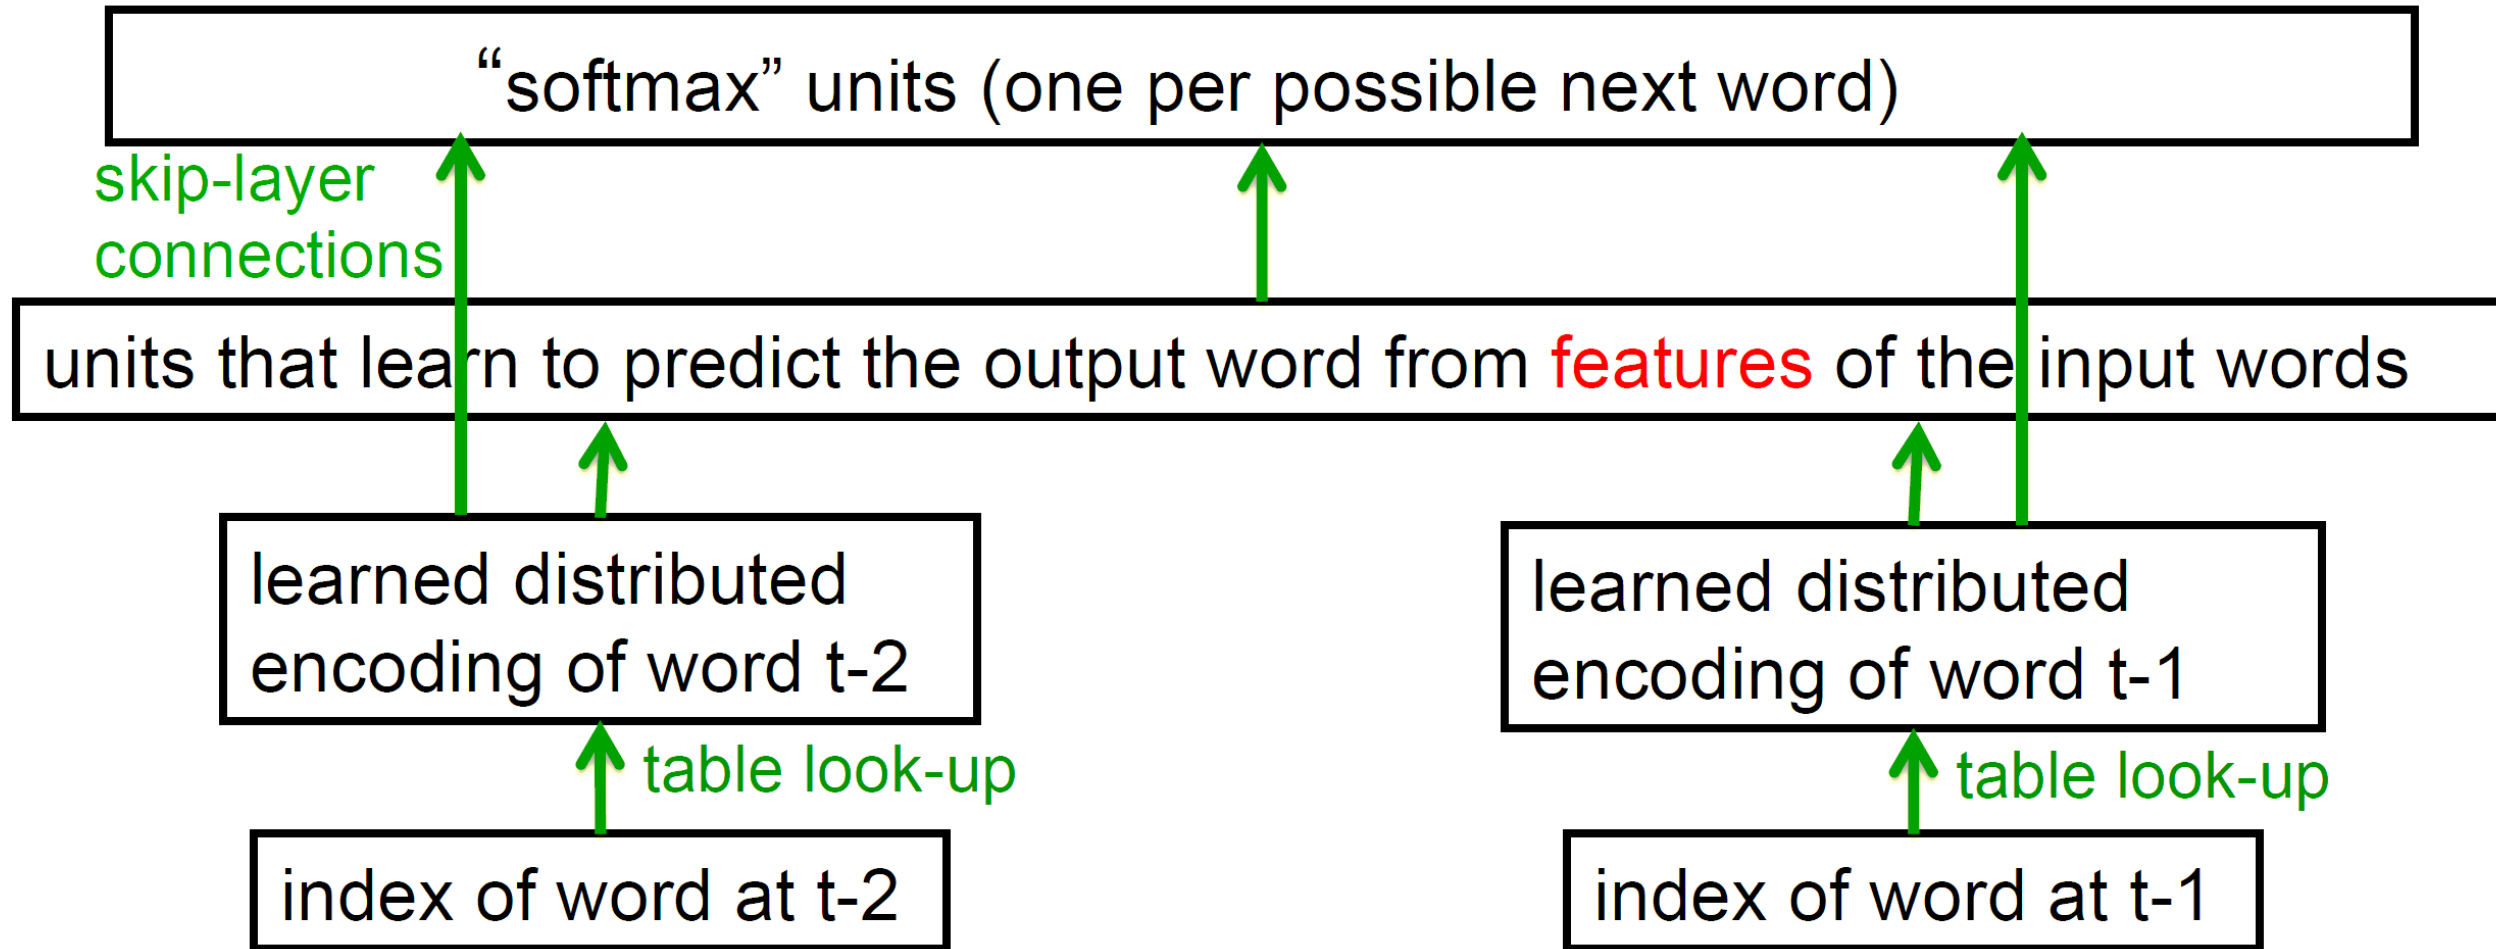 “softmax” units (one per possible next word)
skip-layer
connections
units that learn to predict the output word from features of the input words
learned distributed
encoding of word t-2
learned distributed
encoding of word t-1
table look-up
table look-up
index of word at t-2
index of word at t-1